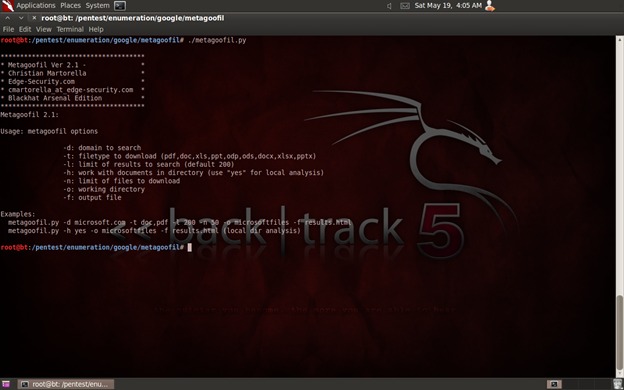 Applications Places System
Sat May 19, 4:05 AM
root@bt: /pentest/enumeration/google/metagoofil
File Edit View Terminal Help
root@bt:/pentest/enumeration/google/metagoofil# ./metagoofil.py
*************************************
* Metagoofil Ver 2.1 - *
* Christian Martorella *
* Edge-Security.com *
* cmartorella_at_edge-security.com *
* Blackhat Arsenal Edition *
*************************************
Metagoofil 2.1:
Usage: metagoofil options
-d: domain to search
-t: filetype to download (pdf,doc,xls,ppt,odp,ods,docx,xlsx,pptx)
-l: limit of results to search (default 200)
-h: work with documents in directory (use "yes" for local analysis)
-n: limit of files to download
-o: working directory
-f: output file
Examples:
metagoofil.py -d microsoft.com -t doc,pdf -l 200 -n 50 -o microsoftfiles -f results.html
metagoofil.py -h yes -o microsoftfiles -f results.html (local dir analysis)
<< back | track 5
root@bt:/pentest/enumeration/google/metagoofil#
root@bt: /pentest/enu...